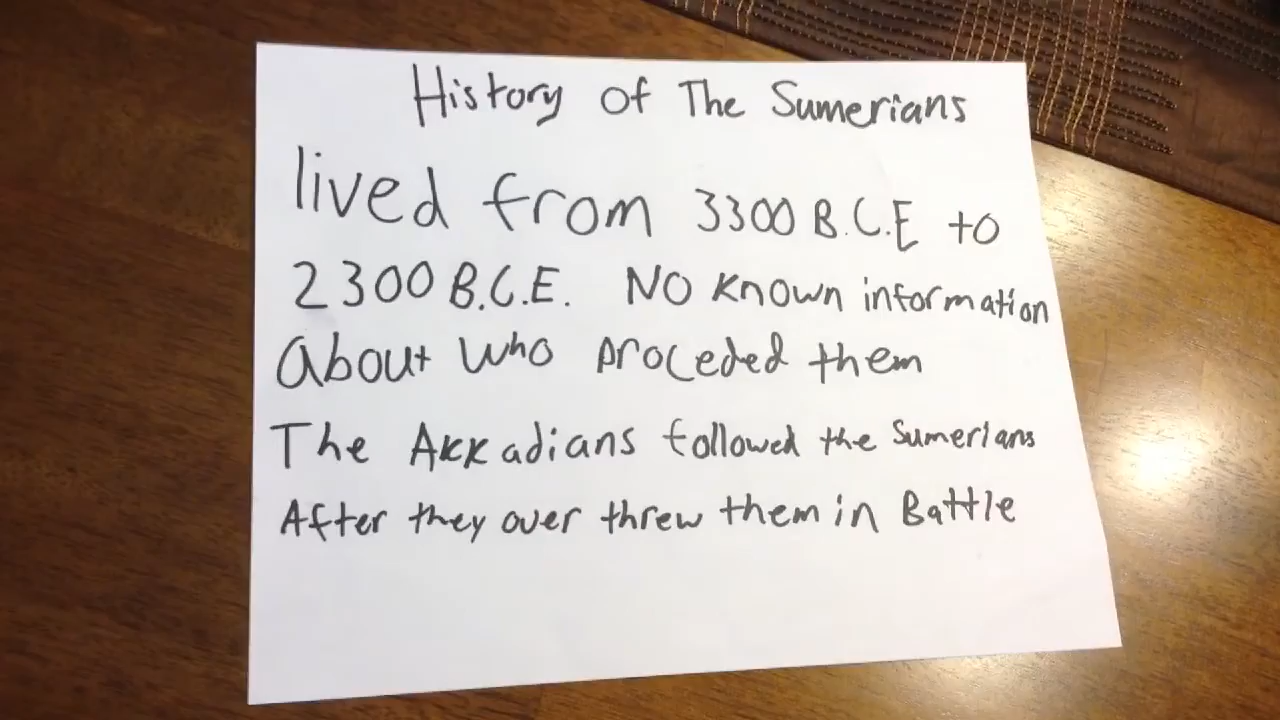 History of The Sumerians
lived from 3300 B.C.E to
2300 B.C.E. No known information
About who proceded them
The Akkadians followed the Sumerians
After they over threw them in Battle